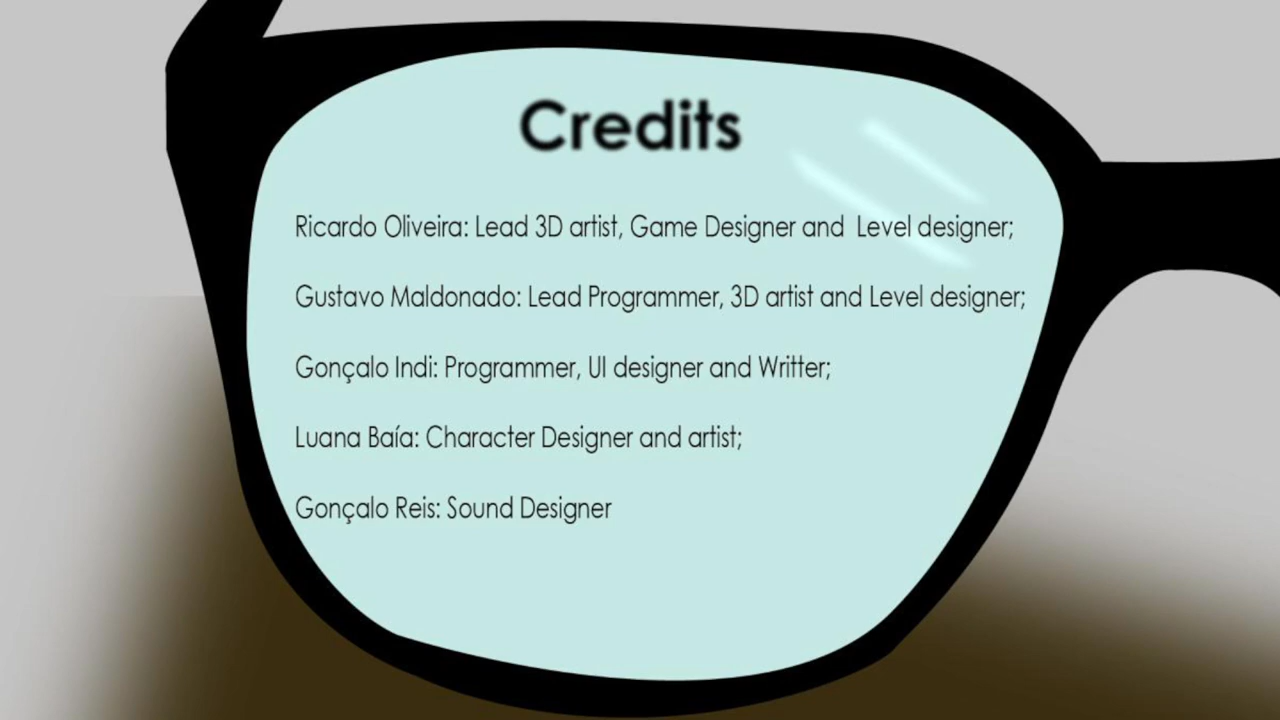 Credits
Ricardo Oliveira: Lead 3D artist, Game Designer and Level designer;
Gustavo Maldonado: Lead Programmer, 3D artist and Level designer;
Gonçalo Indi: Programmer, UI designer and Writter;
Luana Baía: Character Designer and artist;
Gonçalo Reis: Sound Designer